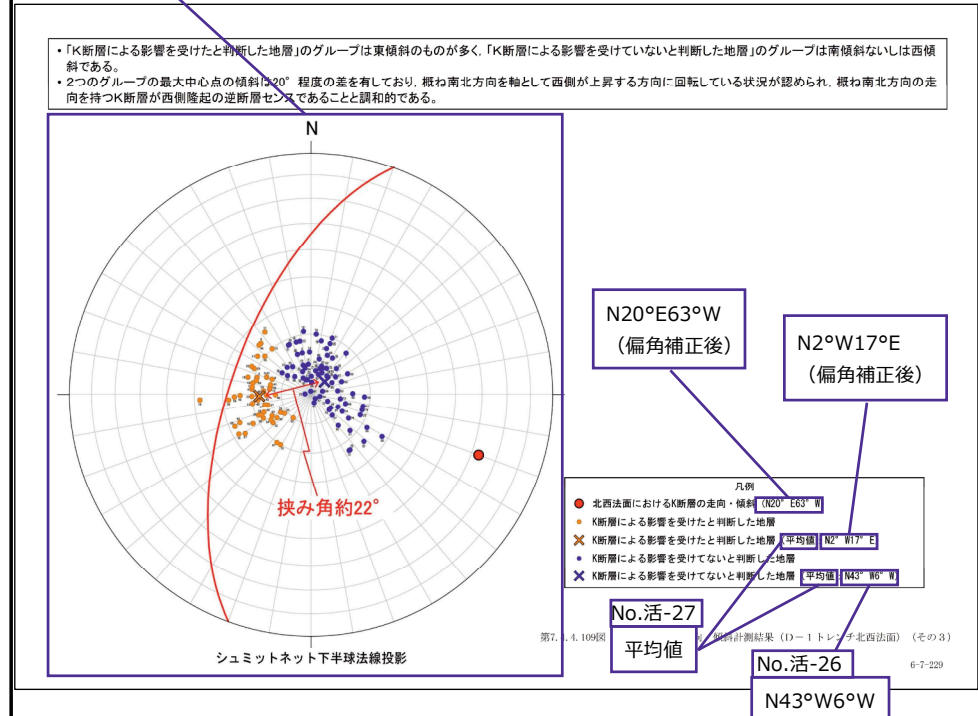 ・「K断層による影響を受けたと判断した地層」のグループは東傾斜のものが多く，「K断層による影響を受けていないと判断した地層」のグループは南傾斜ないしは西傾
斜である。
・2つのグループの最大中心点の傾斜は20° 程度の差を有しており，概ね南北方向を軸として西側が上昇する方向に回転している状況が認められ，概ね南北方向の走
向を持つK断層が西側隆起の逆断層センスであることと調和的である。
N
挟み角約22°
シュミットネット下半球法線投影
N20°E63°W
（偏角補正後）
N2°W17°E
（偏角補正後）
凡例
北西法面におけるK断層の走向・傾斜（N20° E63° W）
K断層による影響を受けたと判断した地層
K断層による影響を受けたと判断した地層（平均値：N2° W17° E）
K断層による影響を受けてないと判断した地層
K断層による影響を受けてないと判断した地層（平均値：N43° W6° W）
No.活-27
平均値
第7.4.4.109図 傾斜計測結果（D－1トレンチ北西法面）（その3）
No.活-26
N43°W6°W
6-7-229